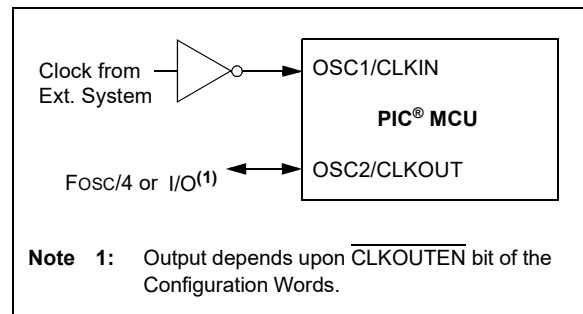 Clock from
Ext. System
OSC1/CLKIN
PIC® MCU
OSC2/CLKOUT
FOSC/4 or I/O(1)
Note 1: Output depends upon CLKOUTEN bit of the
Configuration Words.